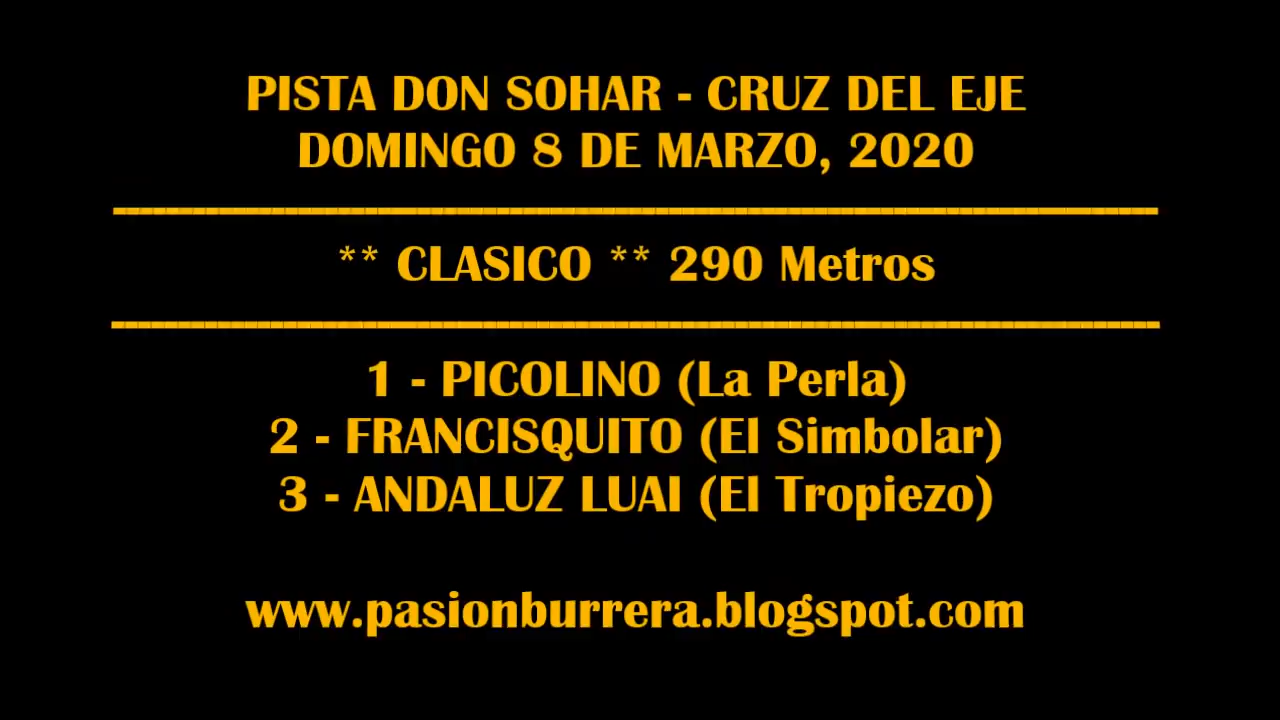 PISTA DON SOHAR - CRUZ DEL EJE
DOMINGO 8 DE MARZO, 2020
** CLASICO ** 290 Metros
1 - PICOLINO (La Perla)
2 - FRANCISQUITO (El Simbolar)
3 - ANDALUZ LUAI (El Tropiezo)
www.pasionburrera.blogspot.com